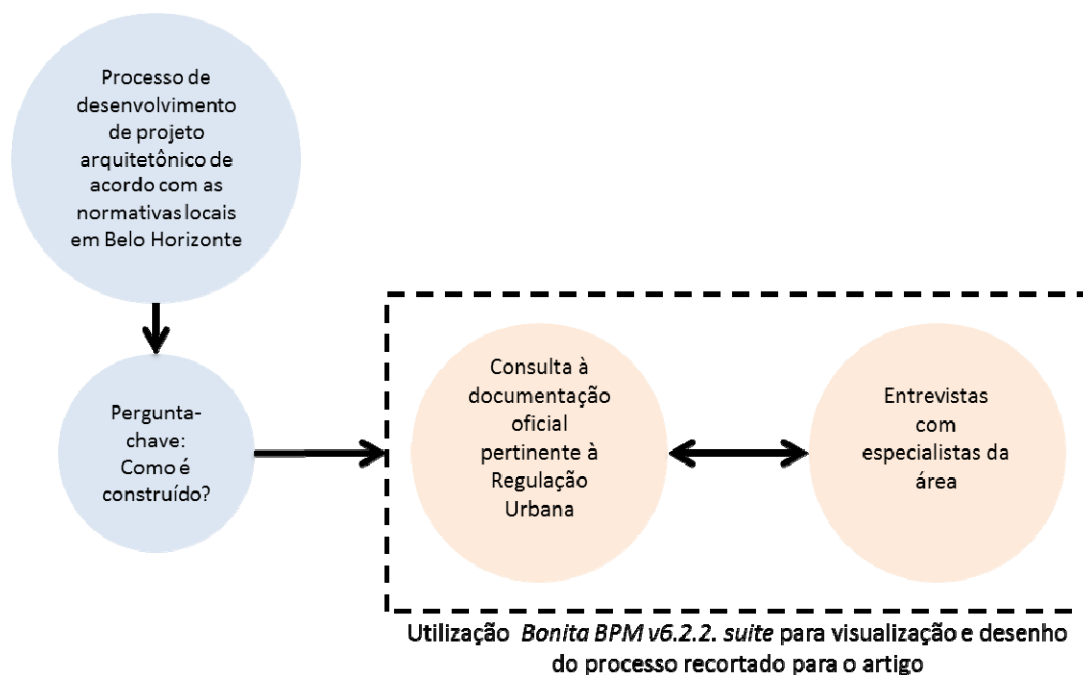 Processo de
desenvolvimento
de projeto
arquitetônico de
acordo com as
normativas locais
em Belo Horizonte
Pergunta-
chave:
Como é
construído?
Consulta à
documentação
oficial
pertinente à
Regulação
Urbana
Entrevistas
com
especialistas da
área
Utilização Bonita BPM v6.2.2. suite para visualização e desenho
do processo recortado para o artigo